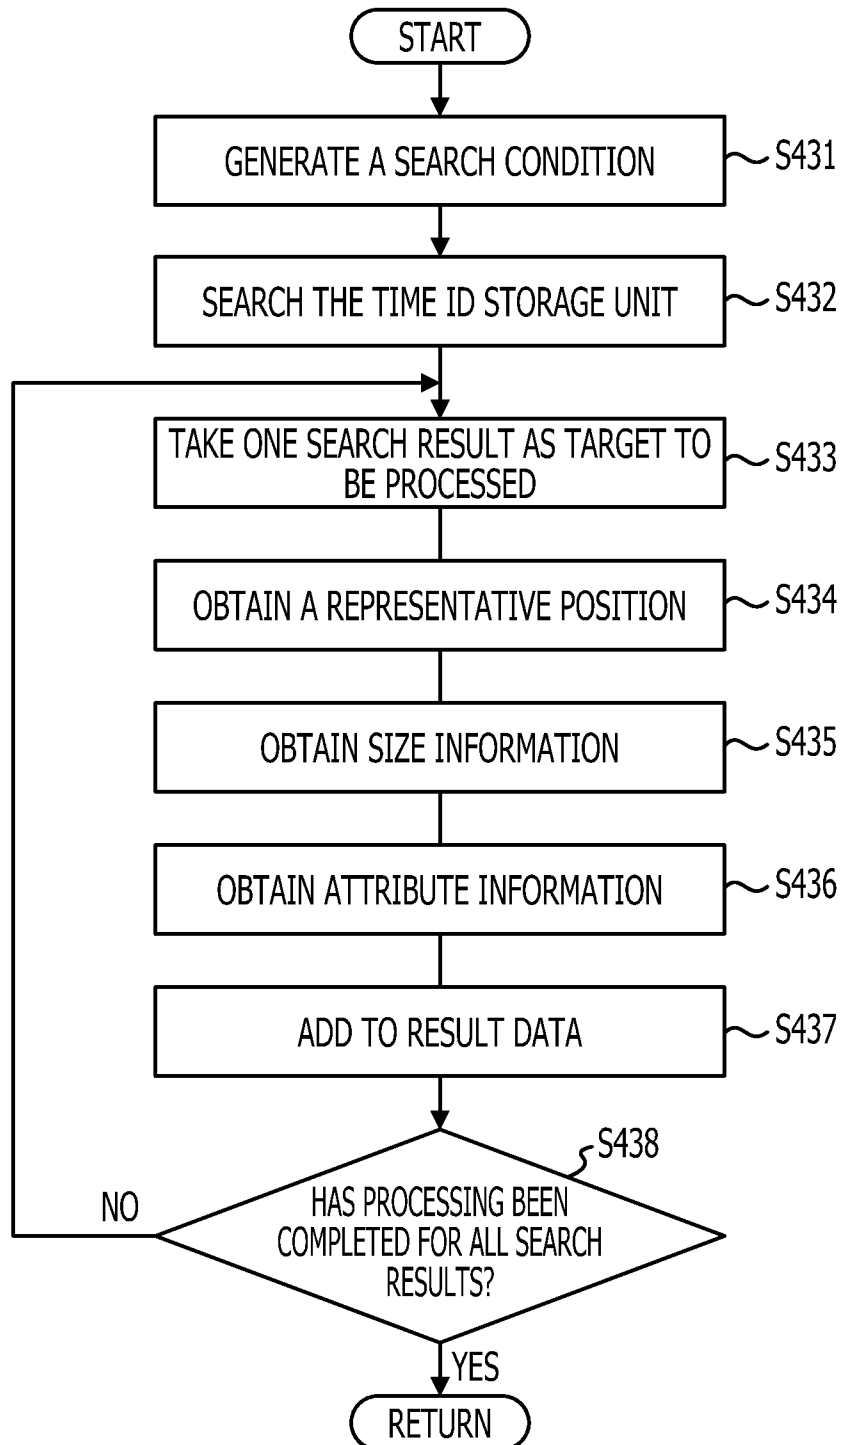 START
GENERATE A SEARCH CONDITION
S431
SEARCH THE TIME ID STORAGE UNIT
S432
TAKE ONE SEARCH RESULT AS TARGET TO
BE PROCESSED
S433
OBTAIN A REPRESENTATIVE POSITION
S434
OBTAIN SIZE INFORMATION
S435
OBTAIN ATTRIBUTE INFORMATION
S436
ADD TO RESULT DATA
S437
S438
HAS PROCESSING BEEN
COMPLETED FOR ALL SEARCH
RESULTS?
NO
YES
RETURN